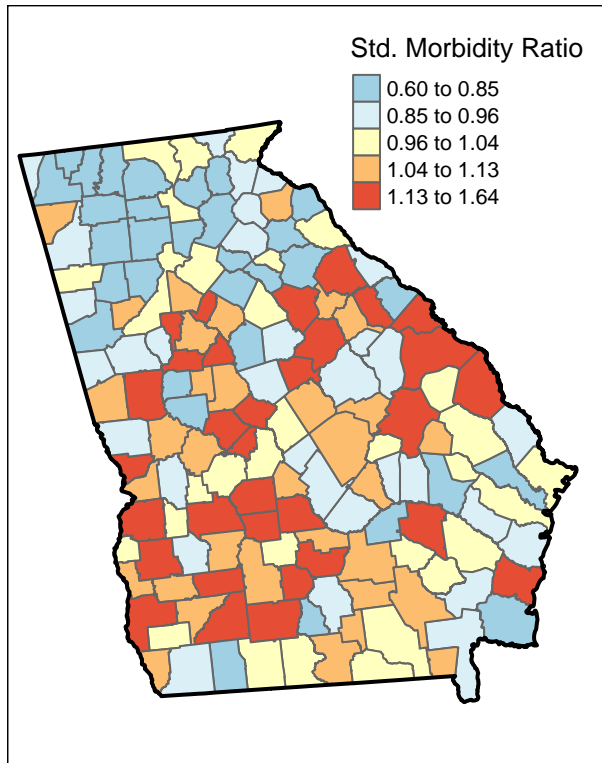 Std. Morbidity Ratio
0.60 to 0.85
0.85 to 0.96
0.96 to 1.04
1.04 to 1.13
1.13 to 1.64